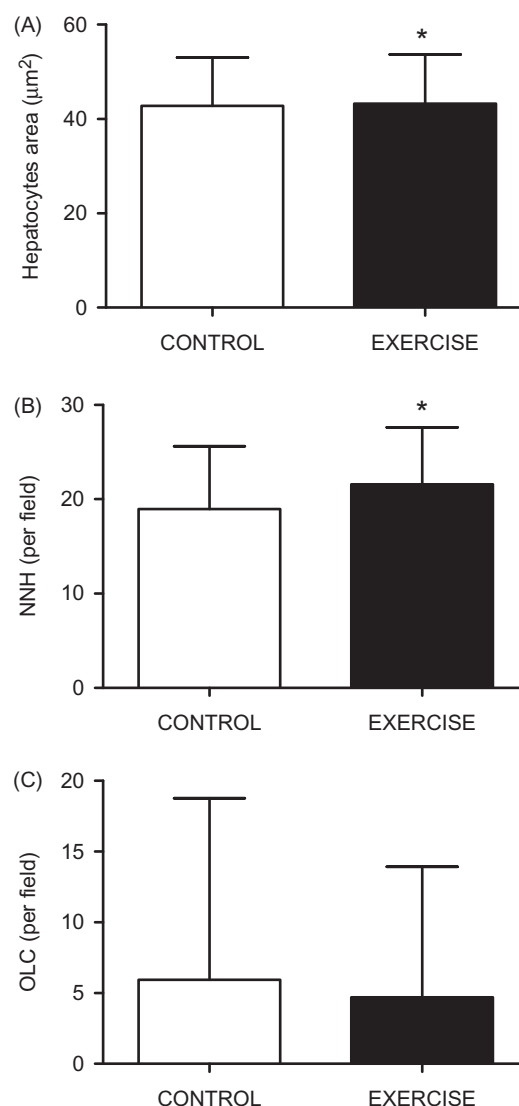 (A)
60
40
20
0
Hepatocytes area (μm²)
*
CONTROL
EXERCISE
(B)
30
20
10
0
NNH (per field)
*
CONTROL
EXERCISE
(C)
20
15
10
5
0
OLC (per field)
CONTROL
EXERCISE